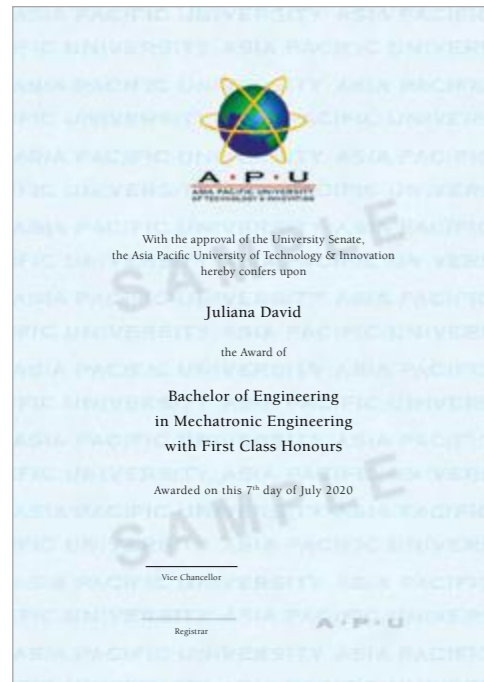 A • P • U
ASIA PACIFIC UNIVERSITY
OF TECHNOLOGY & INNOVATION
With the approval of the University Senate,
the Asia Pacific University of Technology & Innovation
hereby confers upon
SAMPLE
Juliana David
the Award of
Bachelor of Engineering
in Mechatronic Engineering
with First Class Honours
Awarded on this 7th day of July 2020
SAMPLE
Vice Chancellor
Registrar
A • P • U